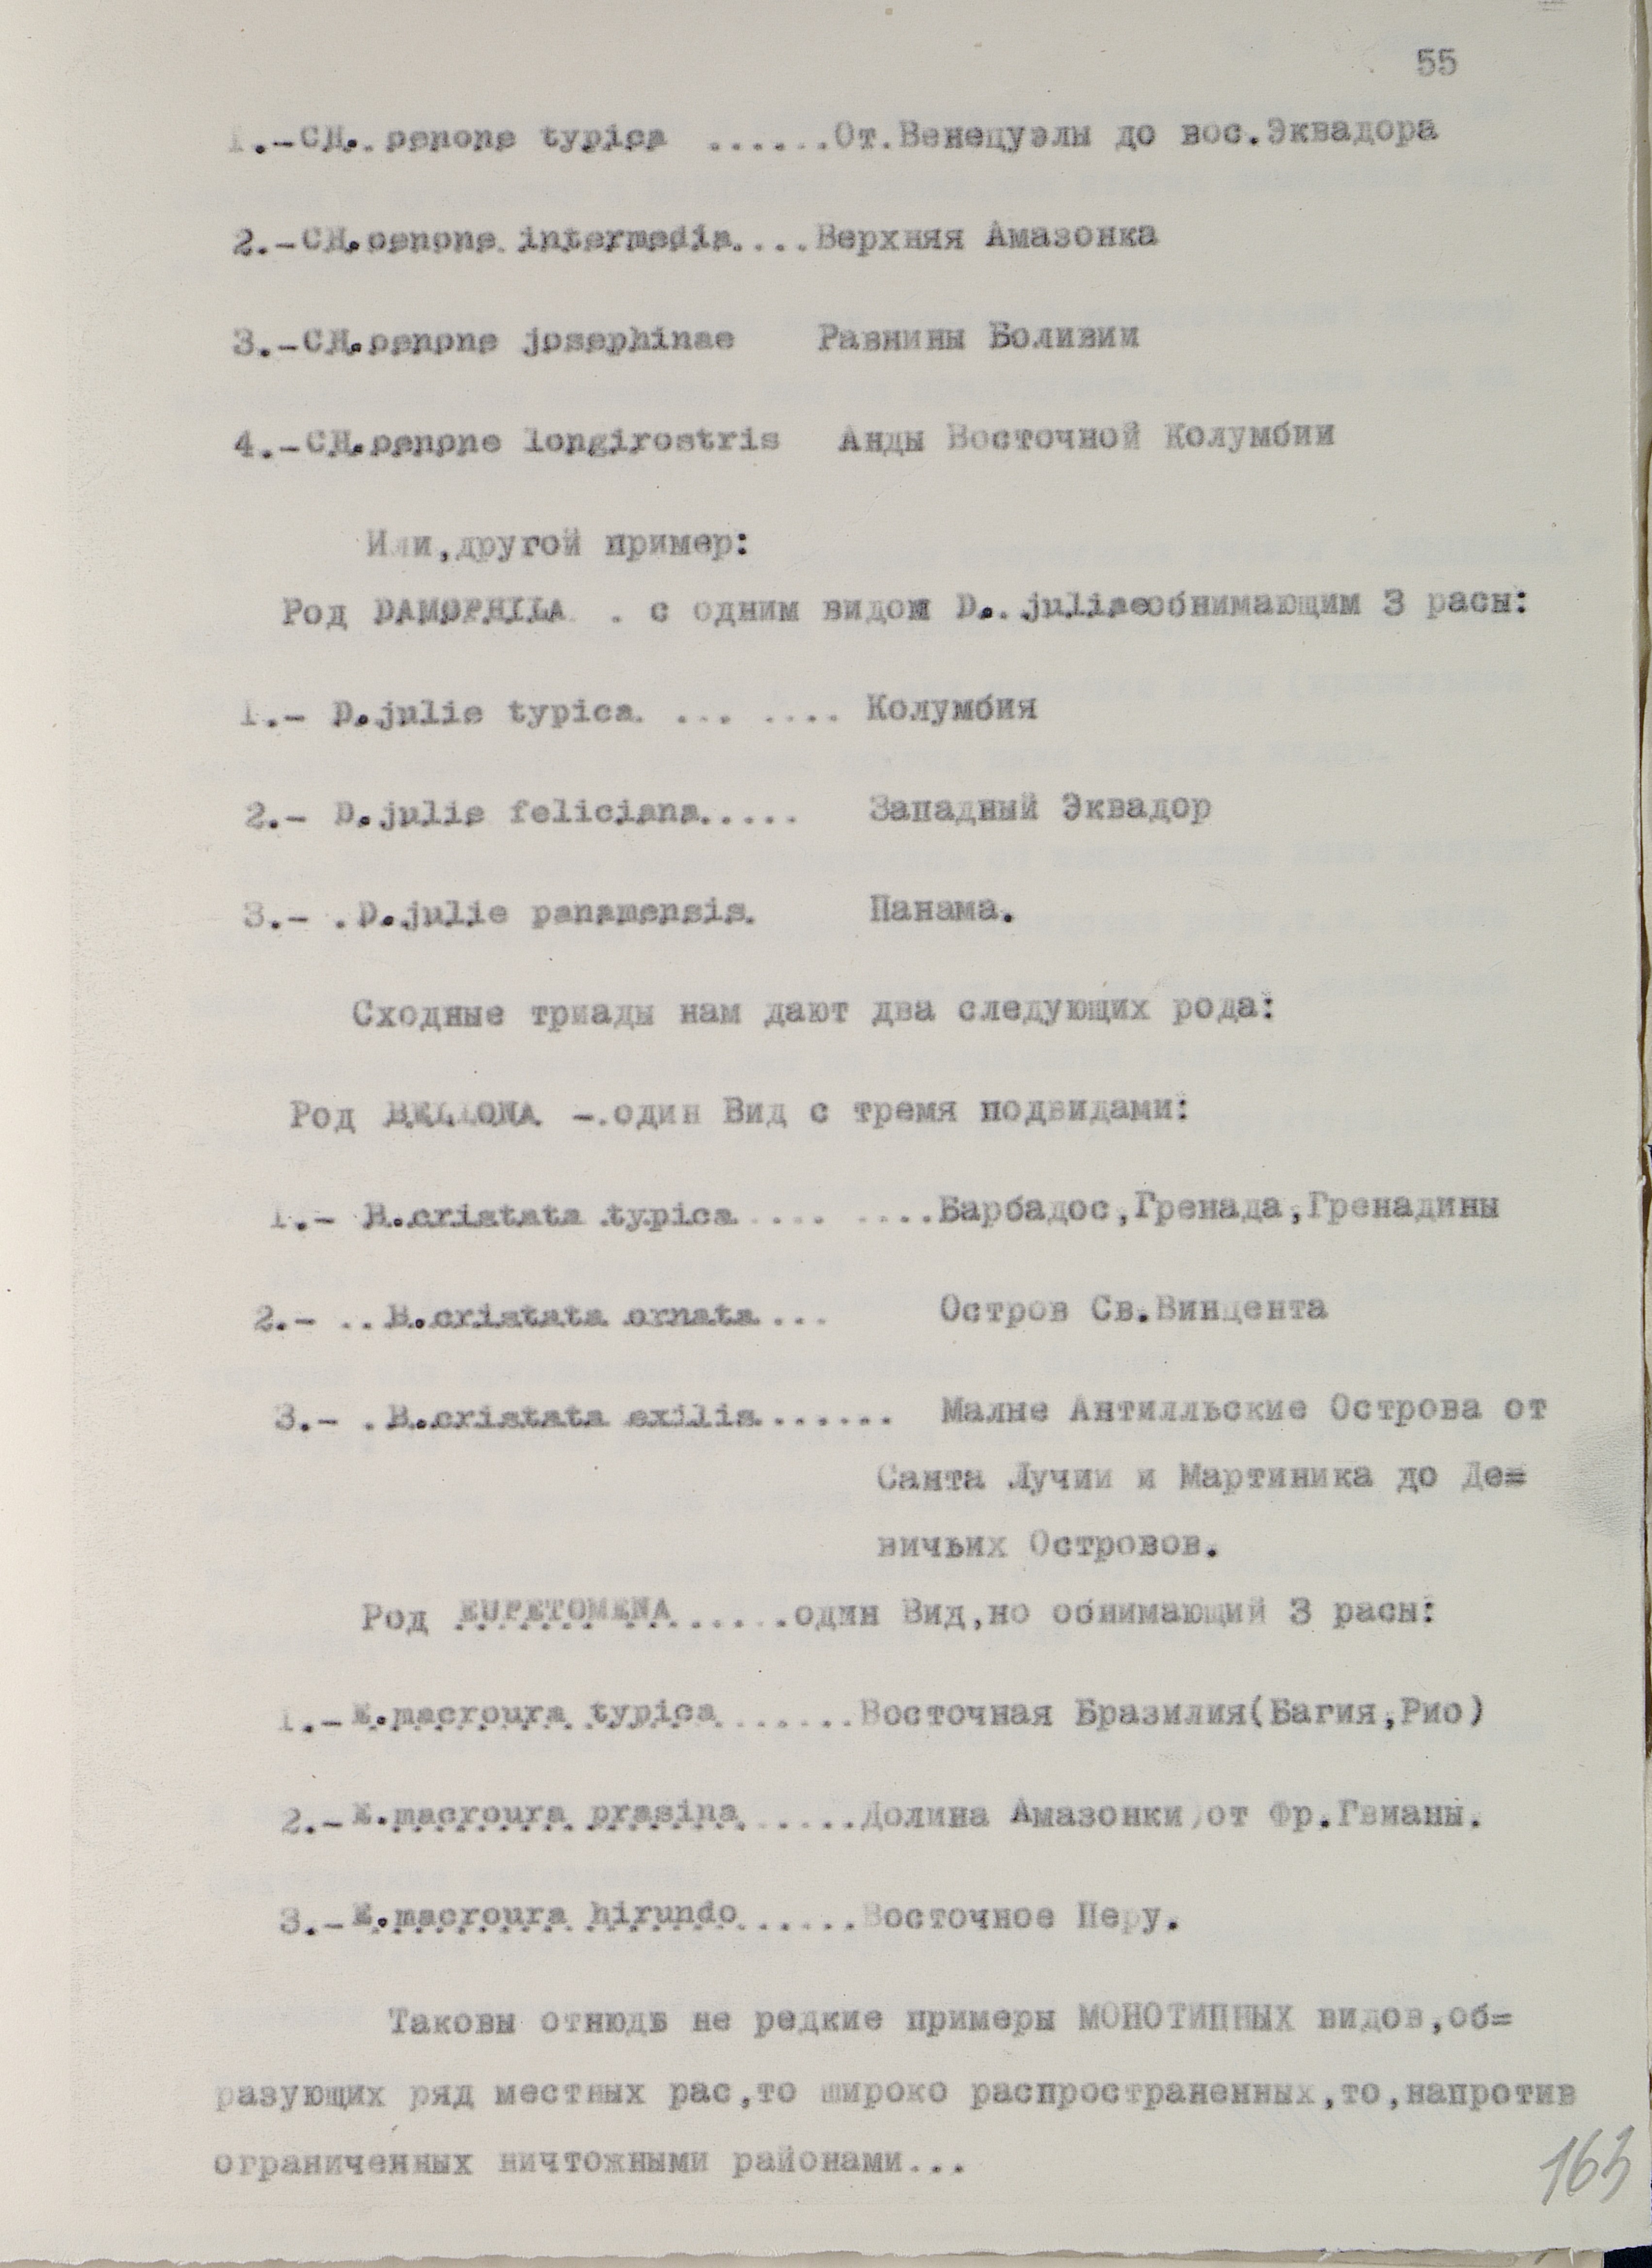 55
1.-CH. oenone typica ......От.Венецуэлы до вос.Эквадора
2.-CH.oenone intermedia....Верхняя Амазонка
3.-CH.oenone josephinae Равнины Боливии
4.-CH.oenone longirostris Анды Восточной Колумбии
Или,другой пример:
Род DAMOPHILA . с одним видом D. juliaeобнимающим 3 расы:
1.- D.julie typica. ... .... Колумбия
2.- D.julie feliciana..... Западный Эквадор
3.- .D.julie panamensis. Панама.
Сходные триады нам дают два следующих рода:
Род BELLONA -.один Вид с тремя подвидами:
1.- B.cristata typica.... ....Барбадос,Гренада,Гренадины
2.- ..B.cristata ornata... Остров Св.Винцента
3.- .B.cristata exilis....... Малые Антилльские Острова от
Санта Лучии и Мартиника до Де=
вичьих Островов.
Род EUPETOMENA......один Вид,но обнимающий 3 расы:
1.-E.macroura typica.......Восточная Бразилия(Багия,Рио)
2.-E.macroura prasina......Долина Амазонки)от Фр.Гвианы.
3.-E.macroura hirundo......Восточное Перу.
Таковы отнюдь не редкие примеры МОНОТИПНЫХ видов,об=
разующих ряд местных рас,то широко распространенных,то,напротив
ограниченных ничтожными районами...
163